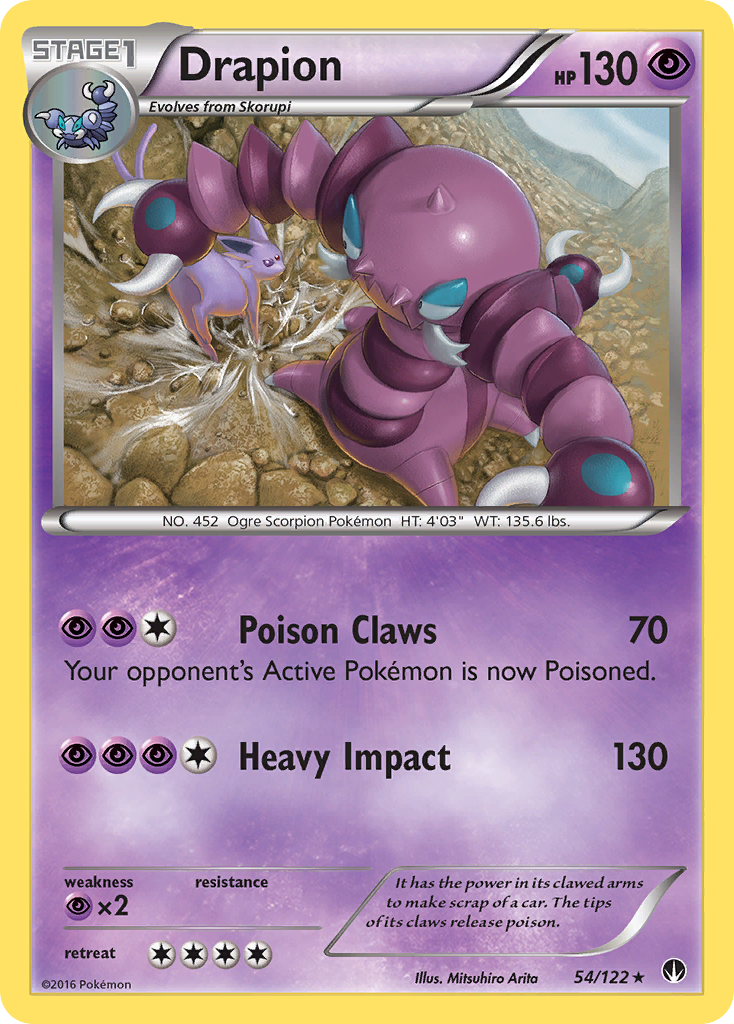 STAGE1
Drapion
HP130
Evolves from Skorupi
NO. 452 Ogre Scorpion Pokémon HT: 4'03" WT: 135.6 lbs.
Poison Claws 70
Your opponent's Active Pokémon is now Poisoned.
Heavy Impact 130
weakness resistance
×2
It has the power in its clawed arms
to make scrap of a car. The tips
of its claws release poison.
retreat
©2016 Pokémon
Illus. Mitsuhiro Arita
54/122 ★